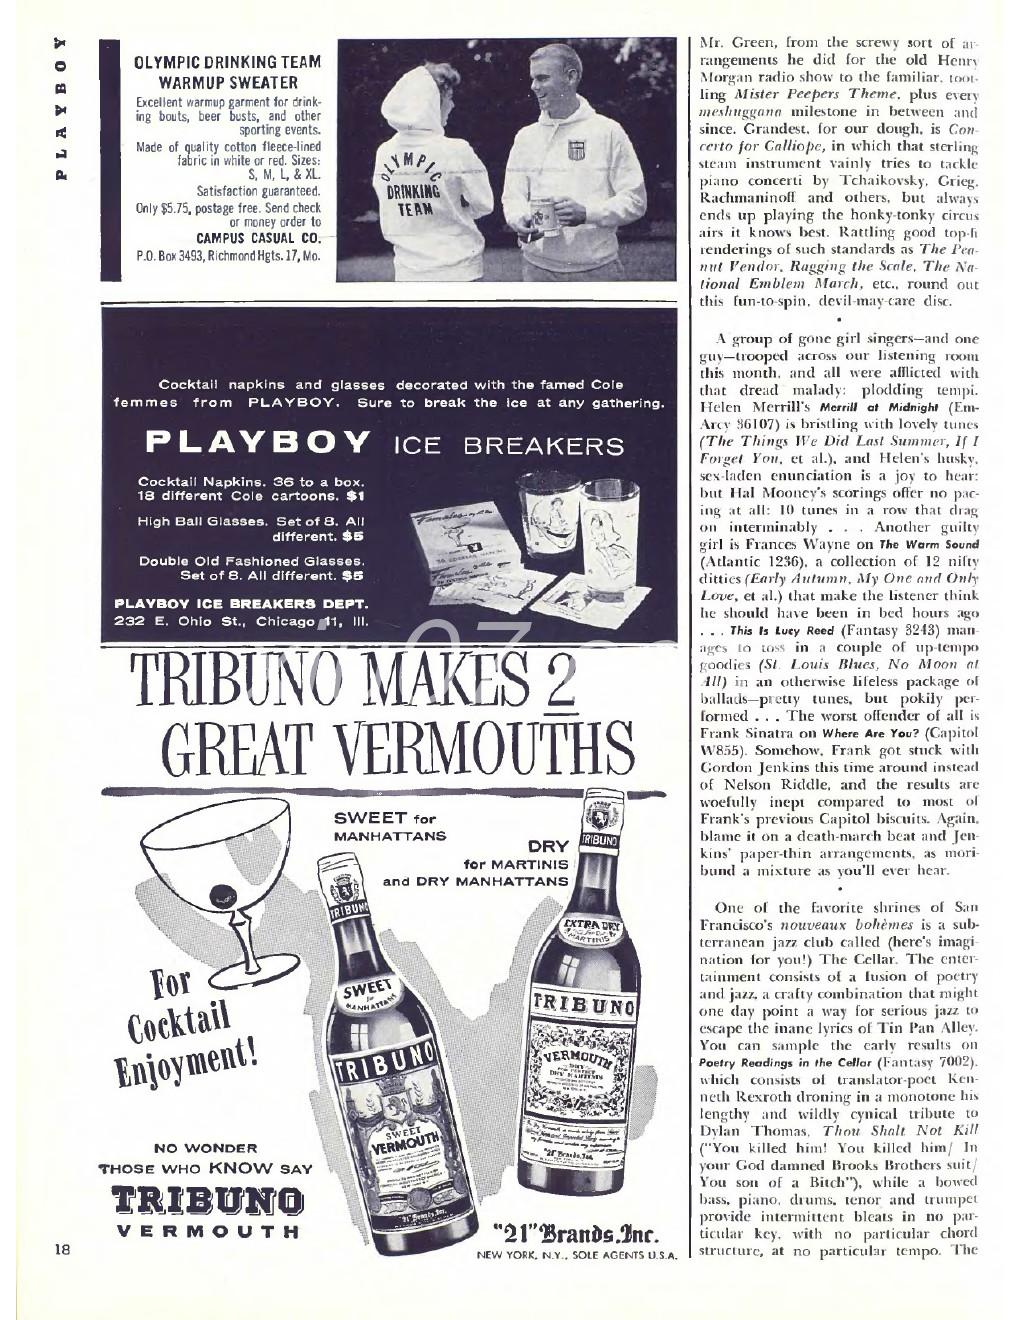 PLAYBOY
OLYMPIC DRINKING TEAM
WARMUP SWEATER
Excellent warmup garment for drink-
ing bouts, beer busts, and other
sporting events.
Made of quality cotton fleece-lined
fabric in white or red. Sizes:
S, M, L, & XL.
Satisfaction guaranteed.
Only $5.75, postage free. Send check
or money order to
CAMPUS CASUAL CO.
P.O. Box 3493, Richmond Hgts. 17, Mo.
OLYMPIC
DRINKING
TEAM
Cocktail napkins and glasses decorated with the famed Cole
femmes from PLAYBOY. Sure to break the ice at any gathering.
PLAYBOY ICE BREAKERS
Cocktail Napkins. 36 to a box.
18 different Cole cartoons. $1
High Ball Glasses. Set of 8. All
different. $5
Double Old Fashioned Glasses.
Set of 8. All different. $5
PLAYBOY ICE BREAKERS DEPT.
232 E. Ohio St., Chicago 11, Ill.
TRIBUNO MAKES 2
GREAT VERMOUTHS
SWEET for
MANHATTANS
DRY
for MARTINIS
and DRY MANHATTANS
TRIBUNO
TRIBUNO
EXTRA DRY
MARTINIS
SWEET
for
MANHATTANS
TRIBUNO
VERMOUTH
DRY
TRIBUNO
SWEET
VERMOUTH
"21" Brands, Inc.
For
Cocktail
Enjoyment!
NO WONDER
THOSE WHO KNOW SAY
TRIBUNO
VERMOUTH
"21" Brands, Inc.
NEW YORK, N.Y., SOLE AGENTS U.S.A.
18
Mr. Green, from the screwy sort of ar-
rangements he did for the old Henry
Morgan radio show to the familiar, toot-
ling Mister Peepers Theme, plus every
meshuggana milestone in between and
since. Grandest, for our dough, is Con-
certo for Calliope, in which that sterling
steam instrument vainly tries to tackle
piano concerti by Tchaikovsky, Grieg,
Rachmaninoff and others, but always
ends up playing the honky-tonky circus
airs it knows best. Rattling good top-fi
renderings of such standards as The Pea-
nut Vendor, Ragging the Scale, The Na-
tional Emblem March, etc., round out
this fun-to-spin, devil-may-care disc.
•
A group of gone girl singers—and one
guy—trooped across our listening room
this month, and all were afflicted with
that dread malady: plodding tempi.
Helen Merrill's Merrill at Midnight (Em-
Arcy 36107) is bristling with lovely tunes
(The Things We Did Last Summer, If I
Forget You, et al.), and Helen's husky,
sex-laden enunciation is a joy to hear;
but Hal Mooney's scorings offer no pac-
ing at all: 10 tunes in a row that drag
on interminably . . . Another guilty
girl is Frances Wayne on The Warm Sound
(Atlantic 1236), a collection of 12 nifty
ditties (Early Autumn, My One and Only
Love, et al.) that make the listener think
he should have been in bed hours ago
. . . This Is Lucy Reed (Fantasy 3243) man-
ages to toss in a couple of up-tempo
goodies (St. Louis Blues, No Moon at
All) in an otherwise lifeless package of
ballads—pretty tunes, but pokily per-
formed . . . The worst offender of all is
Frank Sinatra on Where Are You? (Capitol
W855). Somehow, Frank got stuck with
Gordon Jenkins this time around instead
of Nelson Riddle, and the results are
woefully inept compared to most of
Frank's previous Capitol biscuits. Again,
blame it on a death-march beat and Jen-
kins' paper-thin arrangements, as mori-
bund a mixture as you'll ever hear.
•
One of the favorite shrines of San
Francisco's nouveaux bohèmes is a sub-
terranean jazz club called (here's imagi-
nation for you!) The Cellar. The enter-
tainment consists of a fusion of poetry
and jazz, a crafty combination that might
one day point a way for serious jazz to
escape the inane lyrics of Tin Pan Alley.
You can sample the early results on
Poetry Readings in the Cellar (Fantasy 7002),
which consists of translator-poet Ken-
neth Rexroth droning in a monotone his
lengthy and wildly cynical tribute to
Dylan Thomas, Thou Shalt Not Kill
("You killed him! You killed him/ In
your God damned Brooks Brothers suit/
You son of a Bitch"), while a bowed
bass, piano, drums, tenor and trumpet
provide intermittent bleats in no par-
ticular key, with no particular chord
structure, at no particular tempo. The